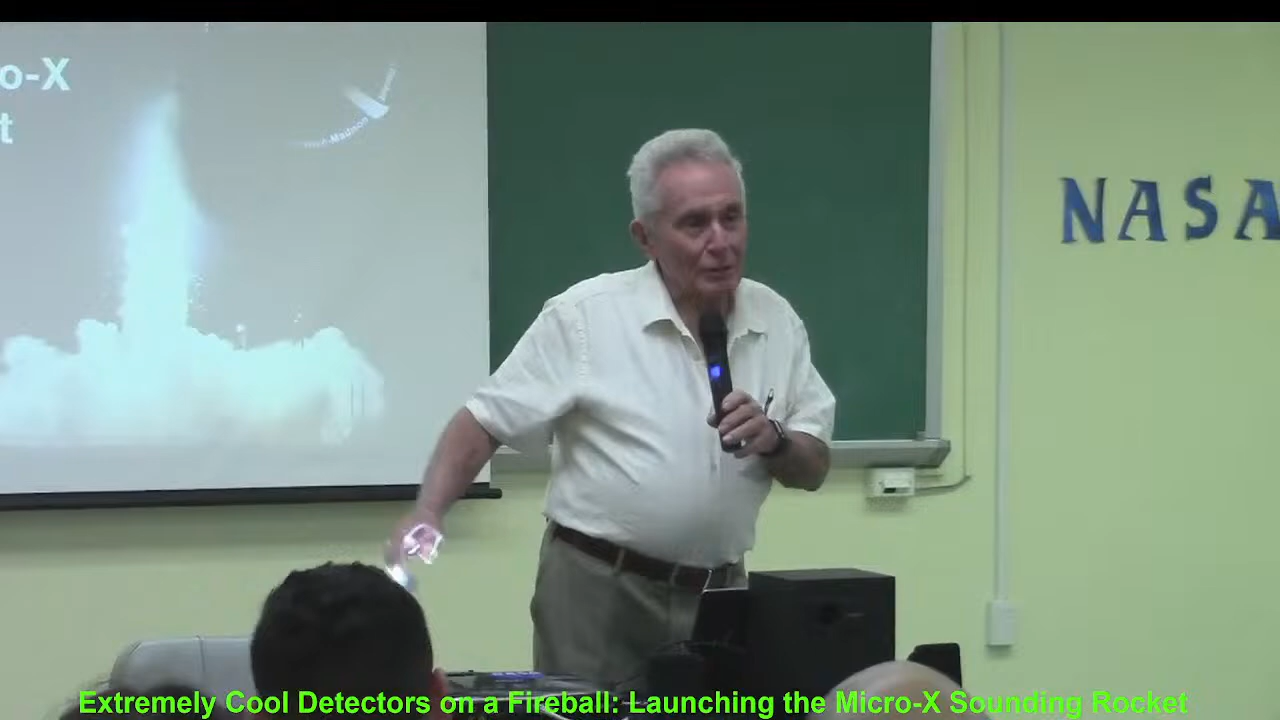 o-X
t
NASA
Extremely Cool Detectors on a Fireball: Launching the Micro-X Sounding Rocket